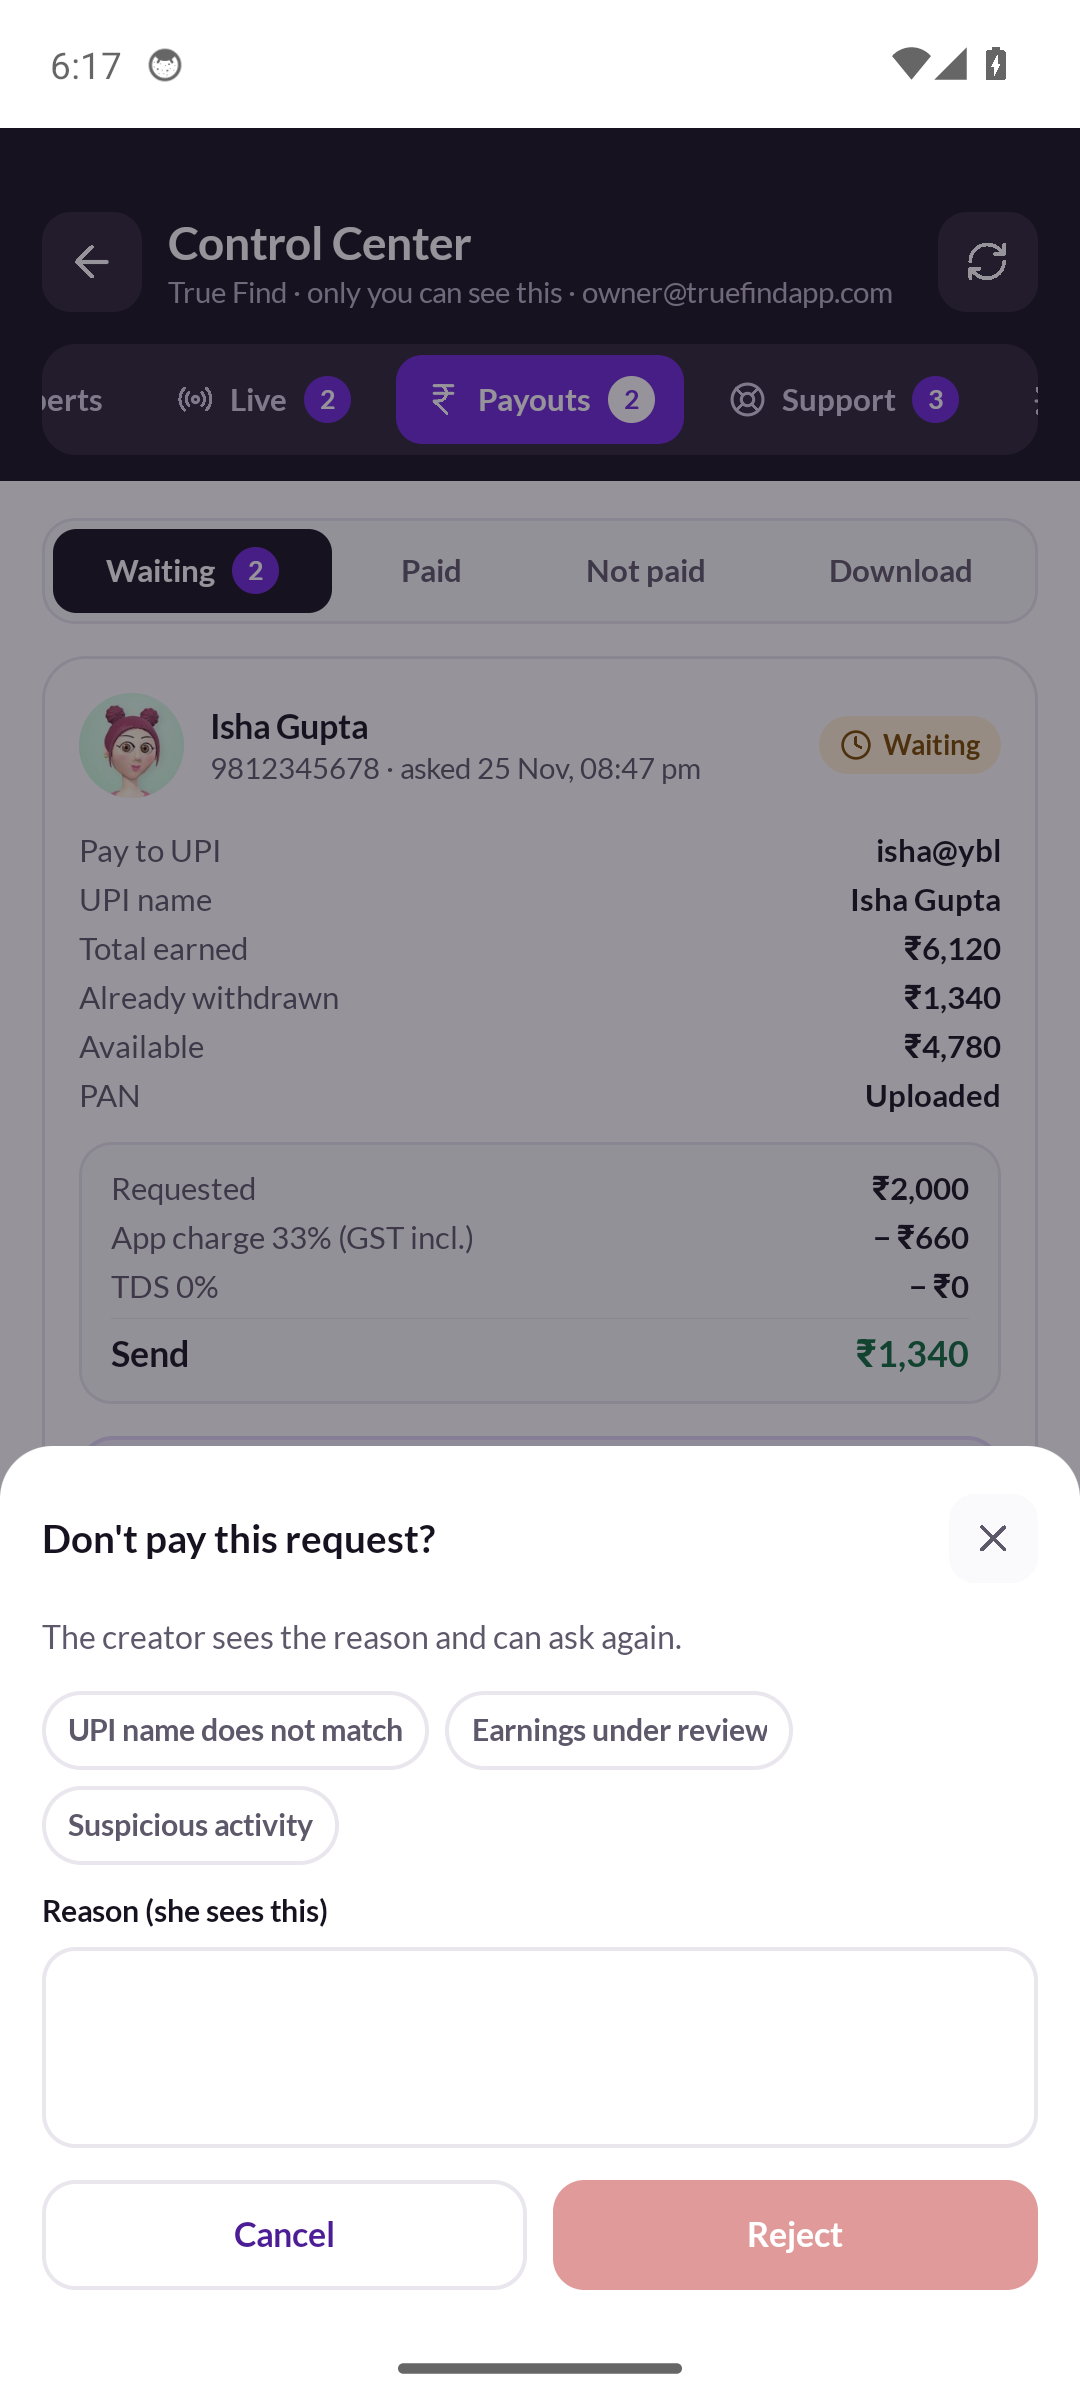 6:17
Control Center
True Find · only you can see this · owner@truefindapp.com
perts Live 2 ₹ Payouts 2 Support 3
Waiting 2 Paid Not paid Download
Isha Gupta
9812345678 · asked 25 Nov, 08:47 pm
Waiting
Pay to UPI isha@ybl
UPI name Isha Gupta
Total earned ₹6,120
Already withdrawn ₹1,340
Available ₹4,780
PAN Uploaded
Requested ₹2,000
App charge 33% (GST incl.) – ₹660
TDS 0% – ₹0
Send ₹1,340
Don't pay this request?
The creator sees the reason and can ask again.
UPI name does not match Earnings under review
Suspicious activity
Reason (she sees this)
Cancel Reject